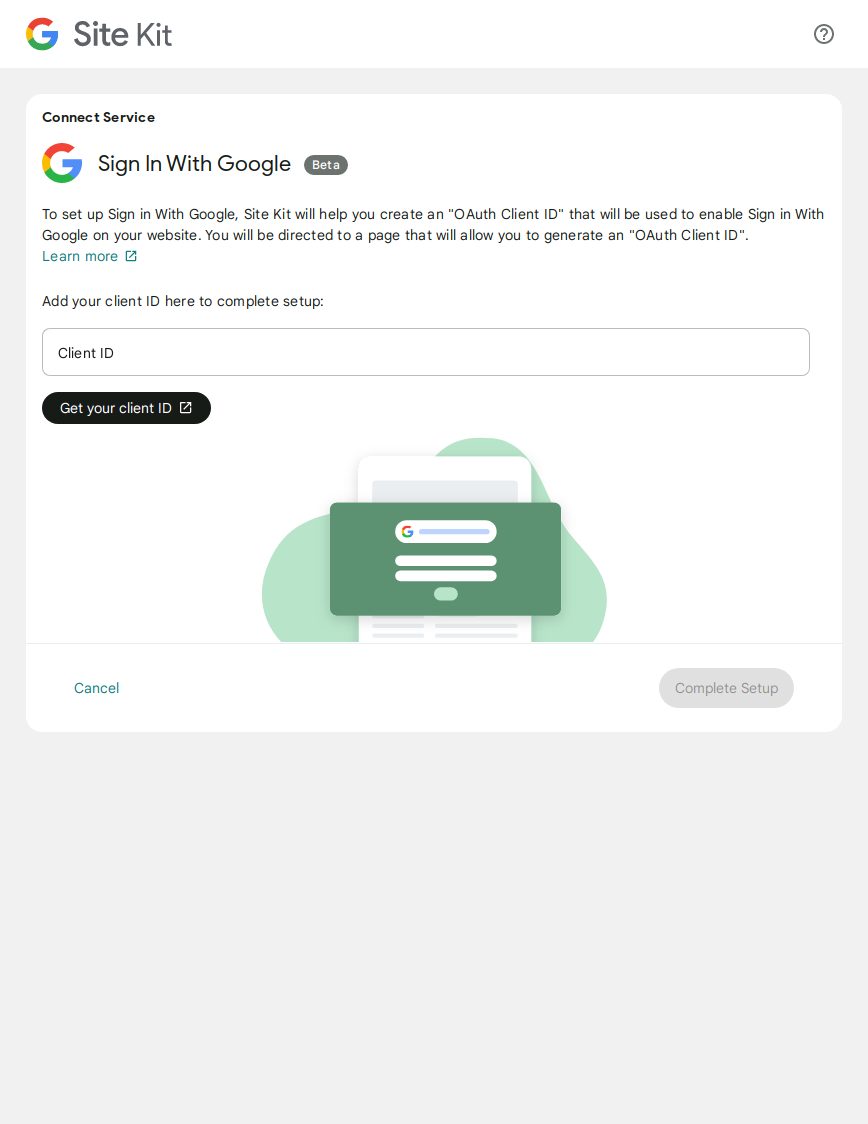 Site Kit
Connect Service
Sign In With Google Beta
To set up Sign in With Google, Site Kit will help you create an "OAuth Client ID" that will be used to enable Sign in With
Google on your website. You will be directed to a page that will allow you to generate an "OAuth Client ID".
Learn more
Add your client ID here to complete setup:
Client ID
Get your client ID
Cancel
Complete Setup